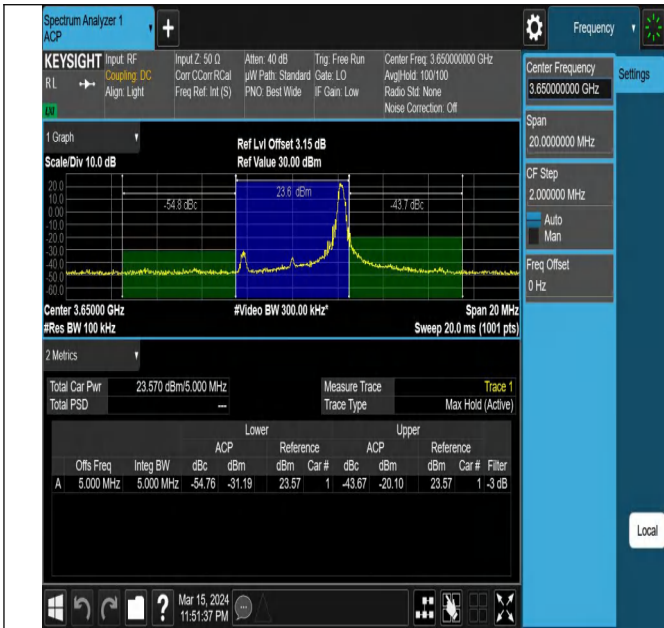 Spectrum Analyzer 1
ACP
Frequency
KEYSIGHT Input: RF Input Z: 50 Ω Atten: 40 dB Trig: Free Run Center Freq: 3.650000000 GHz
RL Coupling: DC Corr CCorr RCal µW Path: Standard Gate: LO Avg|Hold: 100/100
Align: Light Freq Ref: Int (S) PNO: Best Wide IF Gain: Low Radio Std: None
LXI Noise Correction: Off
Center Frequency
3.650000000 GHz
Settings
Span
20.0000000 MHz
CF Step
2.000000 MHz
Auto
Man
Freq Offset
0 Hz
1 Graph
Ref Lvl Offset 3.15 dB
Scale/Div 10.0 dB Ref Value 30.00 dBm
20.0
10.0
0.00
-10.0
-20.0
-30.0
-40.0
-50.0
-60.0
-54.8 dBc 23.6 dBm -43.7 dBc
Center 3.65000 GHz #Video BW 300.00 kHz* Span 20 MHz
#Res BW 100 kHz Sweep 20.0 ms (1001 pts)
2 Metrics
Total Car Pwr 23.570 dBm/5.000 MHz Measure Trace Trace 1
Total PSD --- Trace Type Max Hold (Active)
Lower Upper
ACP Reference ACP Reference
Offs Freq Integ BW dBc dBm dBm Car # dBc dBm dBm Car # Filter
A 5.000 MHz 5.000 MHz -54.76 -31.19 23.57 1 -43.67 -20.10 23.57 1 -3 dB
Local
Mar 15, 2024
11:51:37 PM